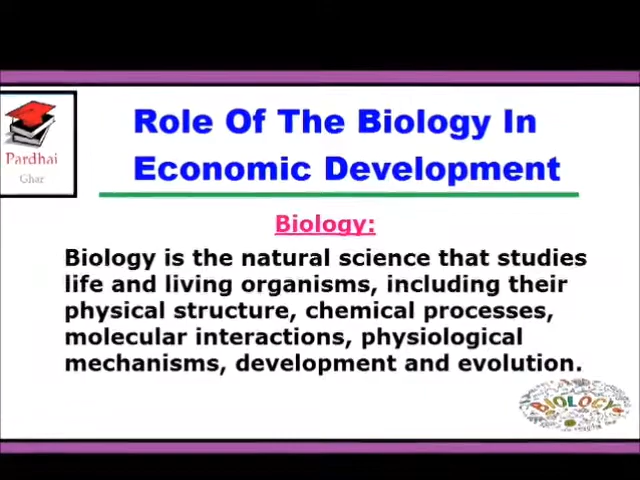 Role Of The Biology In
Economic Development
Pardhai
Ghar
Biology:
Biology is the natural science that studies
life and living organisms, including their
physical structure, chemical processes,
molecular interactions, physiological
mechanisms, development and evolution.
BIOLOGY